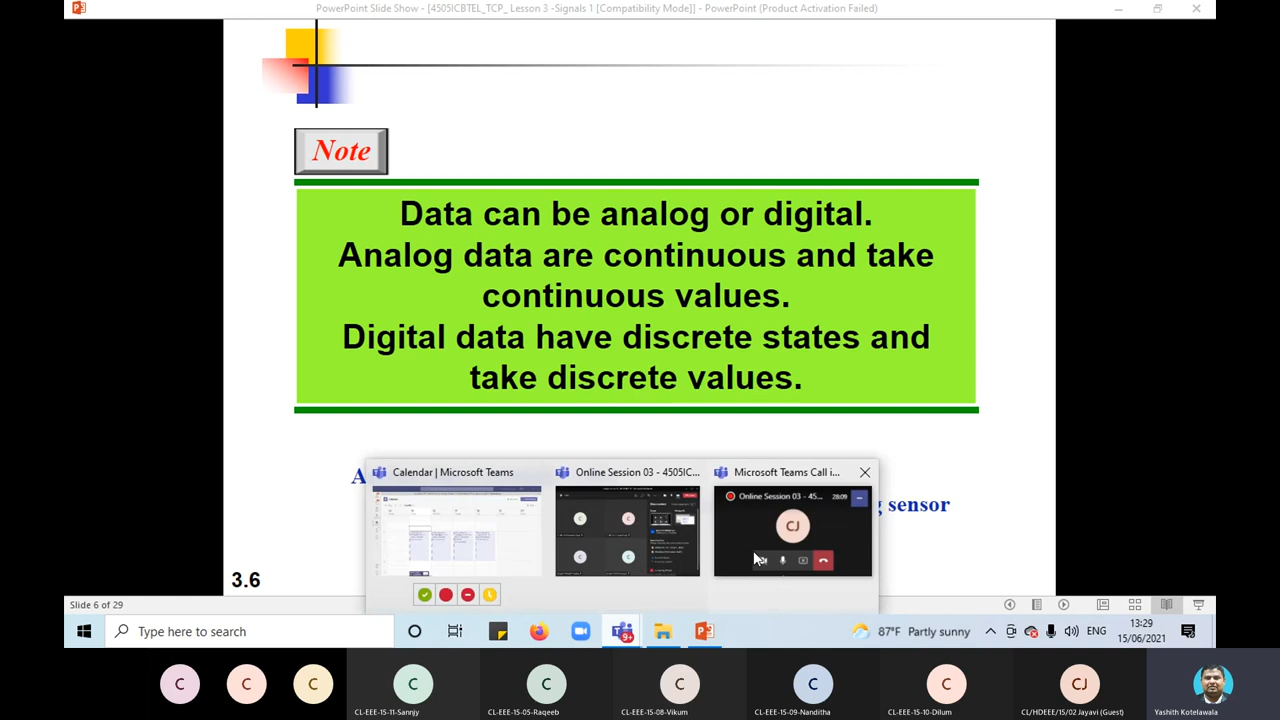 PowerPoint Slide Show - [4505ICBTEL_TCP_ Lesson 3 -Signals 1 [Compatibility Mode]] - PowerPoint (Product Activation Failed)
Note
Data can be analog or digital.
Analog data are continuous and take
continuous values.
Digital data have discrete states and
take discrete values.
A
g sensor
Calendar | Microsoft Teams
Online Session 03 - 4505IC...
Microsoft Teams Call i...
Online Session 03 - 45...
28:09
CJ
3.6
Slide 6 of 29
Type here to search
9+
87°F Partly sunny
ENG
13:29
15/06/2021
C
C
C
C
C
C
C
C
CJ
CL-EEE-15-11-Sannjy
CL-EEE-15-05-Raqeeb
CL-EEE-15-08-Vikum
CL-EEE-15-09-Nanditha
CL-EEE-15-10-Dilum
CL/HDEEE/15/02 Jayavi (Guest)
Yashith Kotelawala